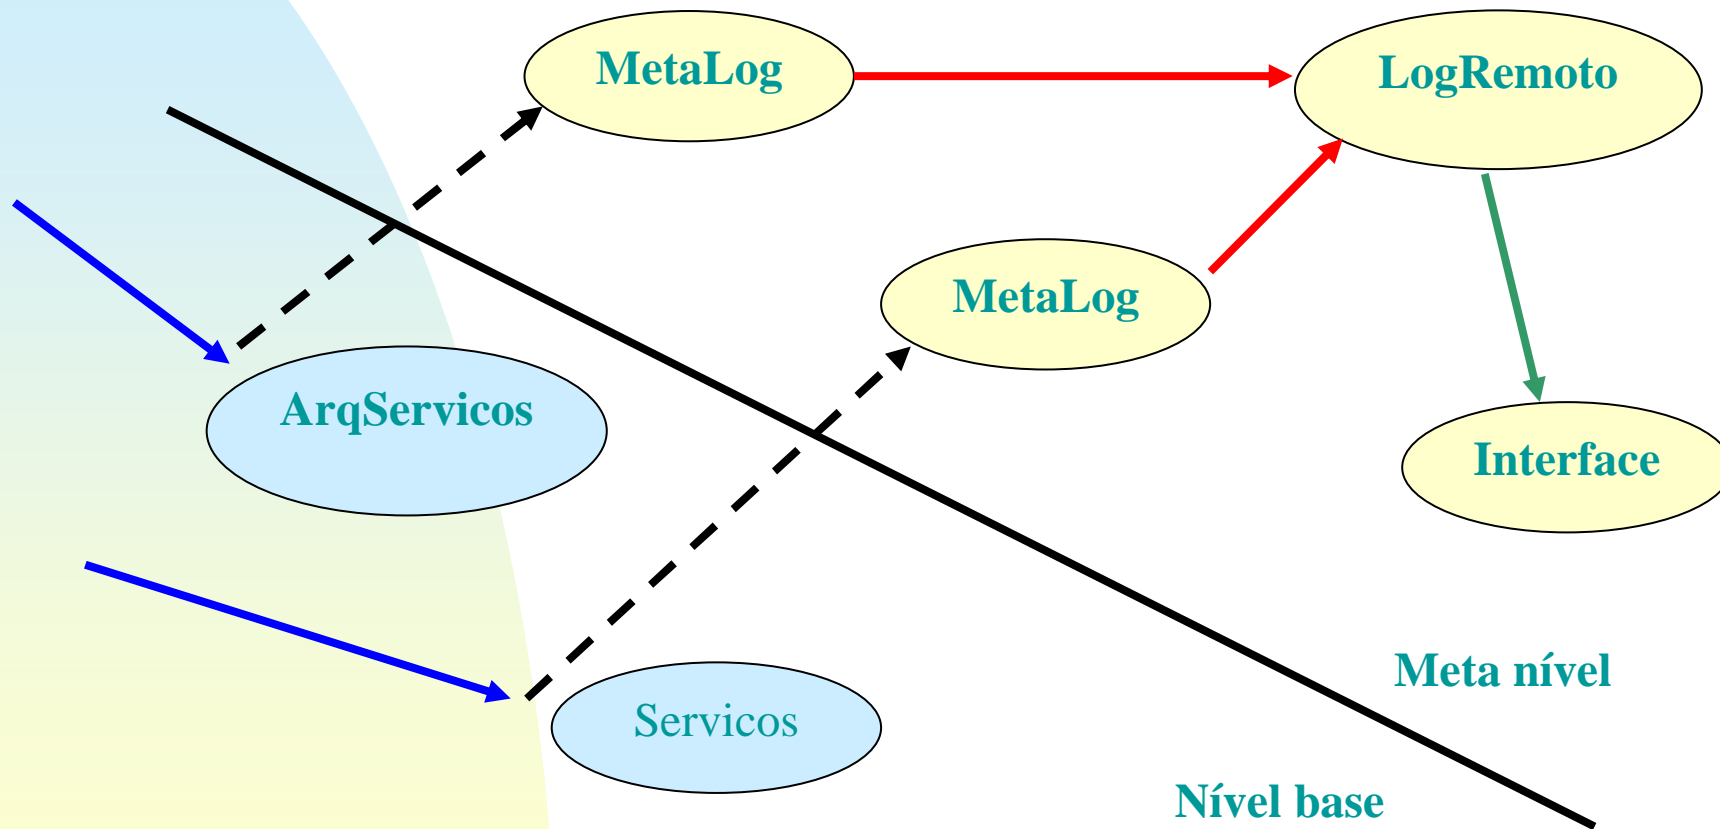 MetaLog
LogRemoto
MetaLog
ArqServicos
Interface
Meta nível
Servicos
Nível base